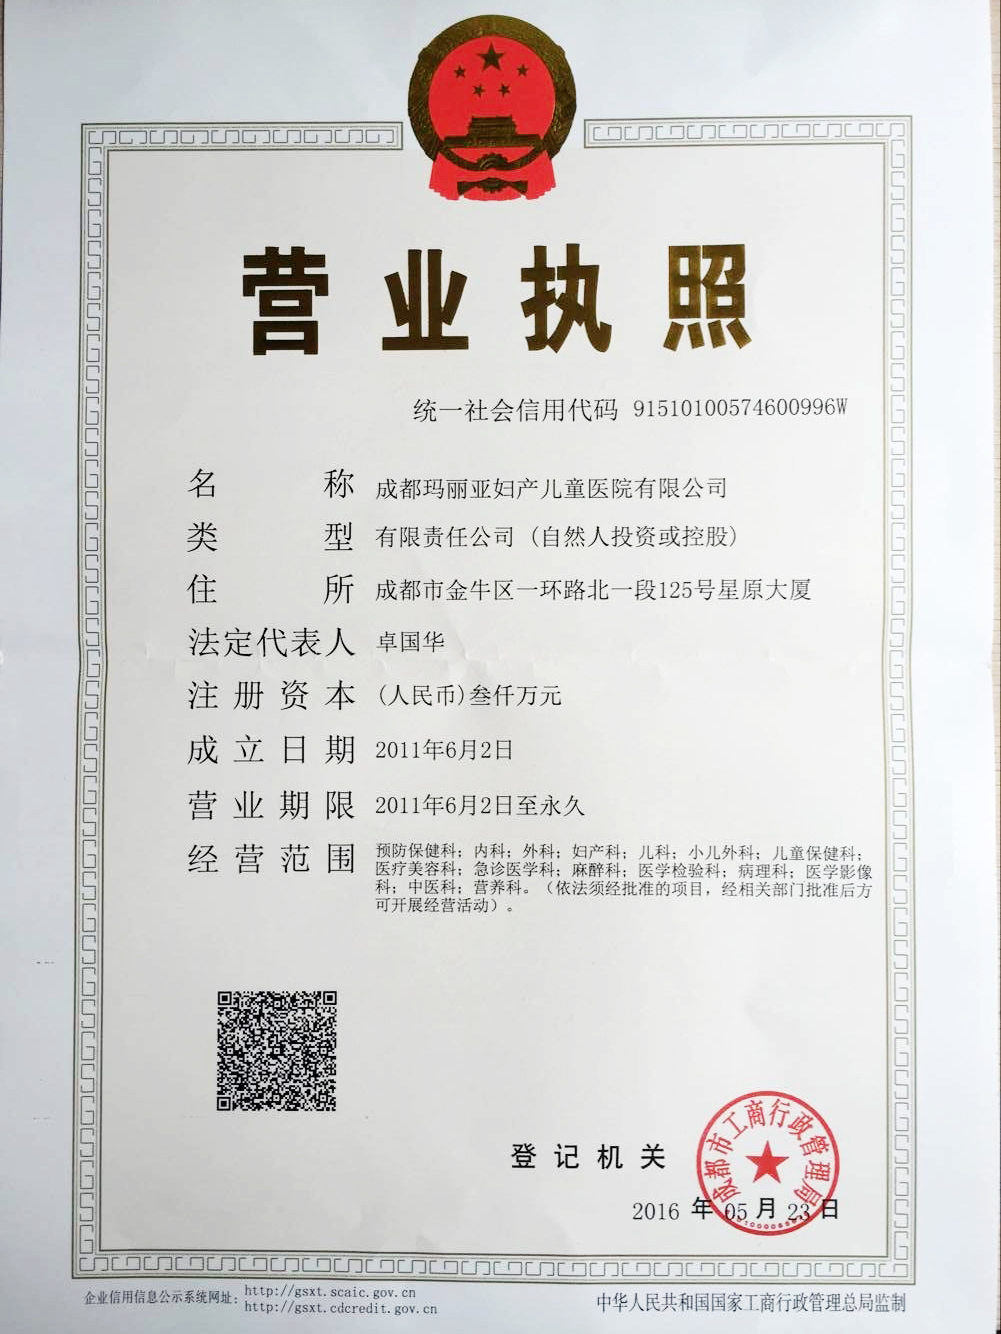 营业执照
统一社会信用代码 91510100574600996W
名称 成都玛丽亚妇产儿童医院有限公司
类型 有限责任公司（自然人投资或控股）
住所 成都市金牛区一环路北一段125号星原大厦
法定代表人 卓国华
注册资本 (人民币)叁仟万元
成立日期 2011年6月2日
营业期限 2011年6月2日至永久
经营范围 预防保健科；内科；外科；妇产科；儿科；小儿外科；儿童保健科；
医疗美容科；急诊医学科；麻醉科；医学检验科；病理科；医学影像
科；中医科；营养科。（依法须经批准的项目，经相关部门批准后方
可开展经营活动）。
成都市工商行政管理局
登记机关
2016 年 05 月 23 日
企业信用信息公示系统网址： http://gsxt.scaic.gov.cn
http://gsxt.cdcredit.gov.cn
中华人民共和国国家工商行政管理总局监制